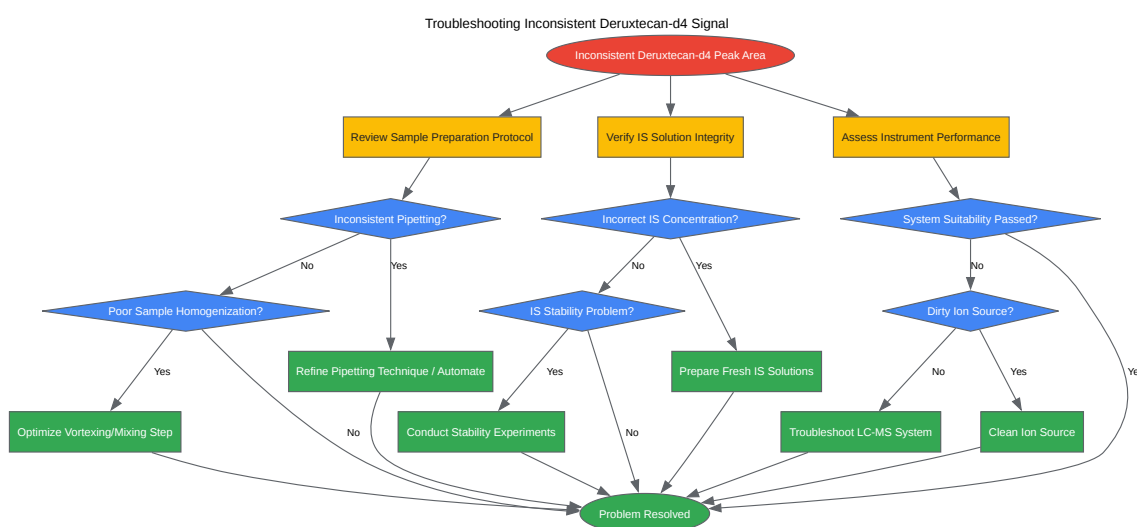 Troubleshooting Inconsistent Deruxtecan-d4 Signal
Inconsistent Deruxtecan-d4 Peak Area
Review Sample Preparation Protocol
Verify IS Solution Integrity
Assess Instrument Performance
Inconsistent Pipetting?
Incorrect IS Concentration?
System Suitability Passed?
No
Yes
No
Yes
No
Poor Sample Homogenization?
IS Stability Problem?
Dirty Ion Source?
Yes
Refine Pipetting Technique / Automate
Yes
Prepare Fresh IS Solutions
No
Yes
Ye
Optimize Vortexing/Mixing Step
No
Conduct Stability Experiments
No
Troubleshoot LC-MS System
Clean Ion Source
Problem Resolved